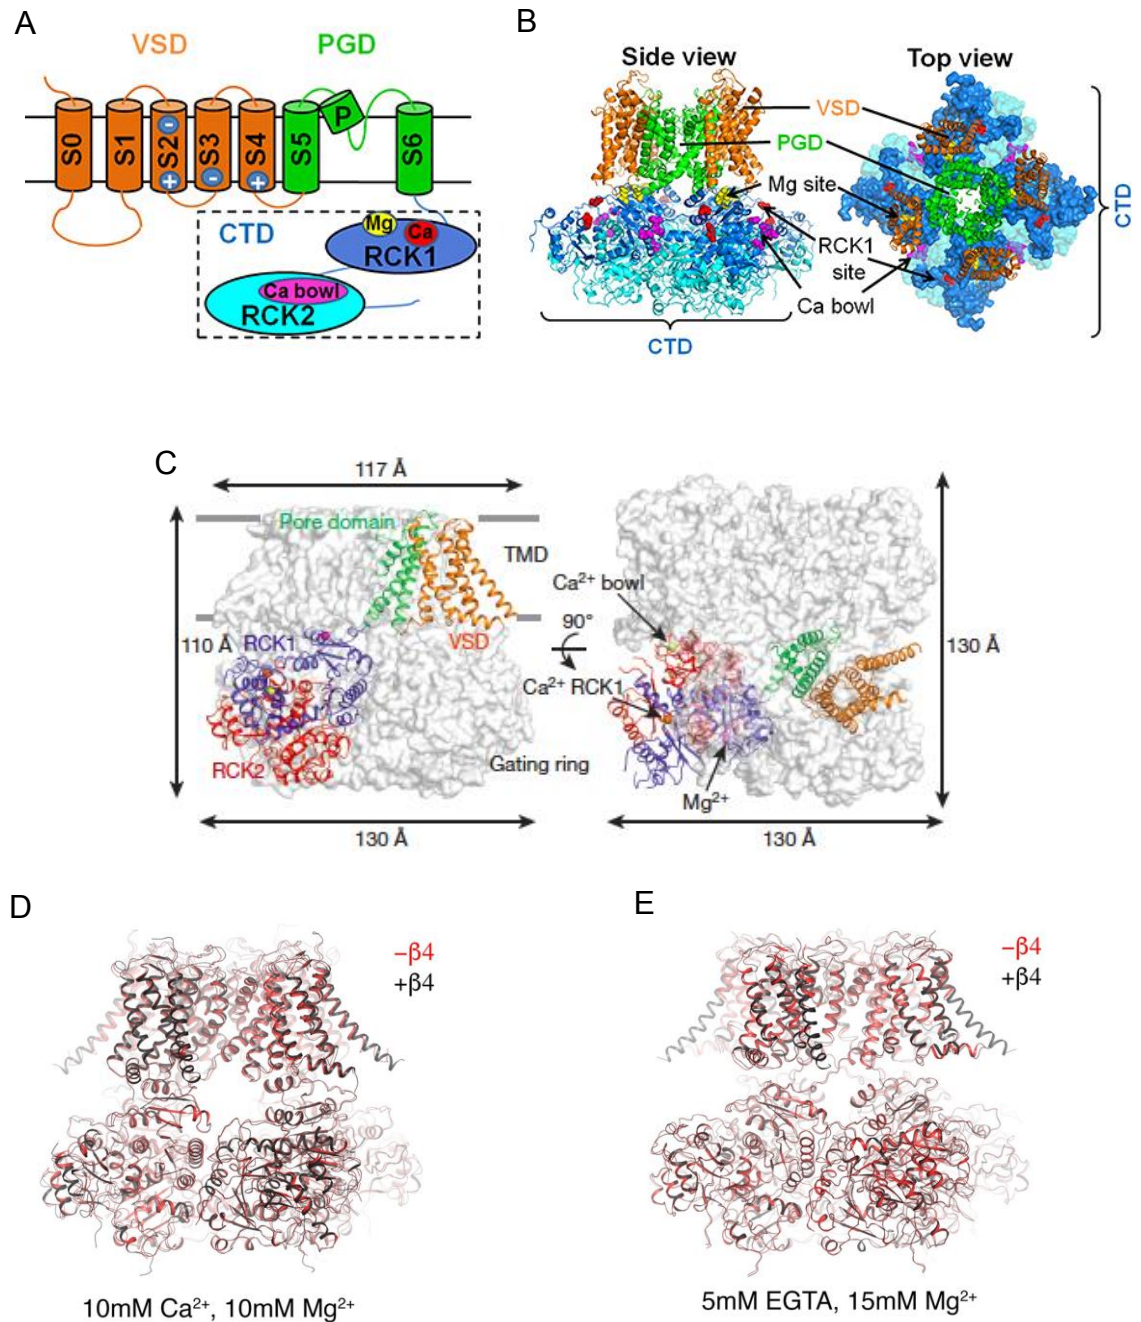 A
VSD
PGD
S0
S1
S2
S3
S4
S5
P
S6
-
-
+
+
CTD
Mg
Ca
RCK1
Ca bowl
RCK2
B
Side view
Top view
VSD
PGD
Mg site
RCK1
site
Ca bowl
CTD
CTD
C
117 Å
Pore domain
TMD
VSD
110 Å
RCK1
RCK2
Gating ring
130 Å
90°
Ca²⁺ bowl
Ca²⁺ RCK1
Mg²⁺
130 Å
130 Å
D
–β4
+β4
10mM Ca²⁺, 10mM Mg²⁺
E
–β4
+β4
5mM EGTA, 15mM Mg²⁺